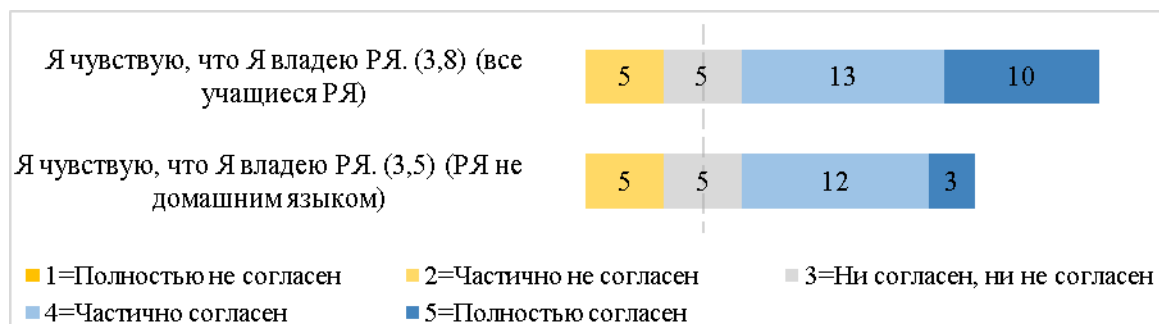 Я чувствую, что Я владею РЯ. (3,8) (все
учащиеся РЯ)
5 5 13 10
Я чувствую, что Я владею РЯ. (3,5) (РЯ не
домашним языком)
5 5 12 3
1=Полностью не согласен 2=Частично не согласен 3=Ни согласен, ни не согласен
4=Частично согласен 5=Полностью согласен